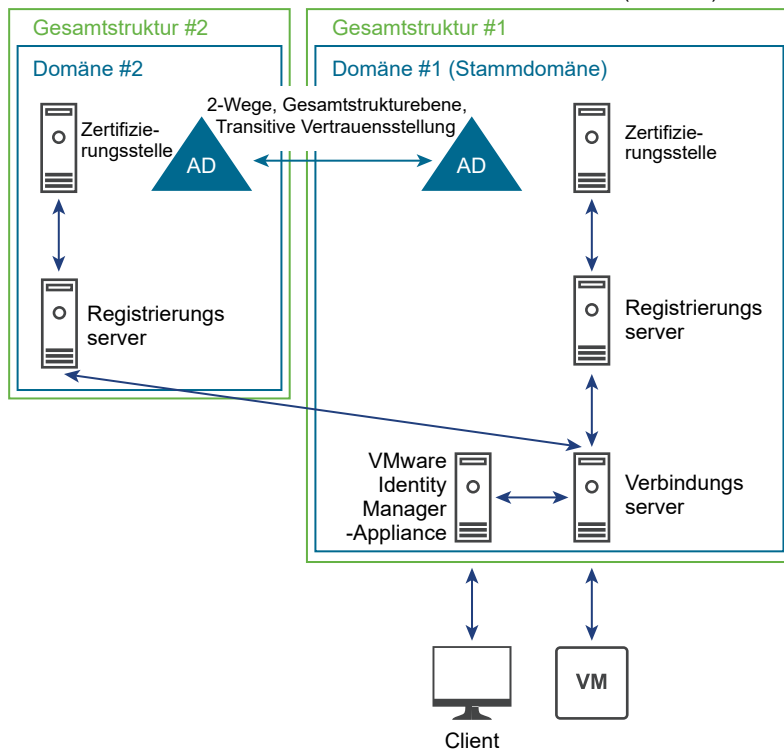 Gesamtstruktur #2
Gesamtstruktur #1
Domäne #2
Domäne #1 (Stammdomäne)
2-Wege, Gesamtstrukturebene,
Transitive Vertrauensstellung
Zertifizie-
rungsstelle
AD
AD
Zertifizie-
rungsstelle
Registrierungs
server
Registrierungs
server
VMware
Identity
Manager
-Appliance
Verbindungs
server
VM
Client